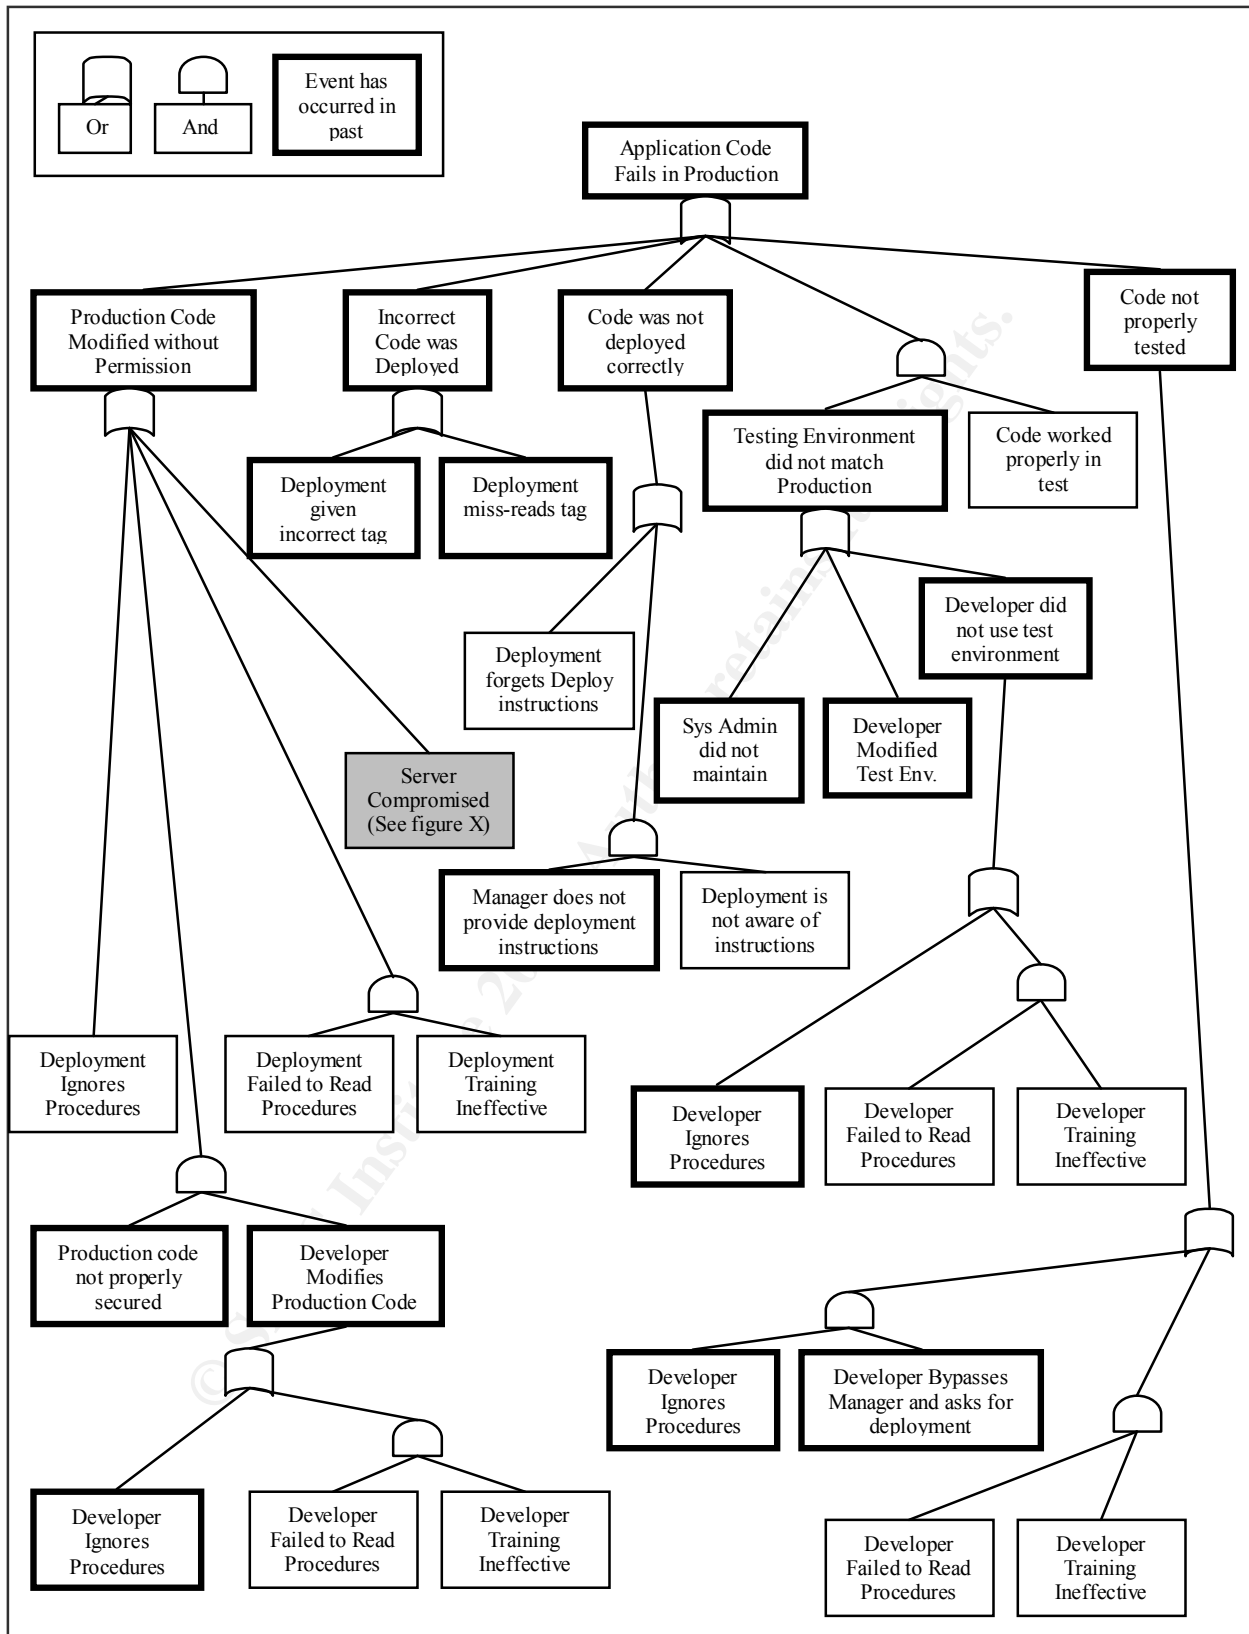 Or
And
Event has
occurred in
past
Application Code
Fails in Production
Production Code
Modified without
Permission
Incorrect
Code was
Deployed
Code was not
deployed
correctly
Code not
properly
tested
Testing Environment
did not match
Production
Code worked
properly in
test
Deployment
given
incorrect tag
Deployment
miss-reads tag
Developer did
not use test
environment
Deployment
forgets Deploy
instructions
Sys Admin
did not
maintain
Developer
Modified
Test Env.
Server
Compromised
(See figure X)
Manager does not
provide deployment
instructions
Deployment is
not aware of
instructions
Deployment
Ignores
Procedures
Deployment
Failed to Read
Procedures
Deployment
Training
Ineffective
Developer
Ignores
Procedures
Developer
Failed to Read
Procedures
Developer
Training
Ineffective
Production code
not properly
secured
Developer
Modifies
Production Code
Developer
Ignores
Procedures
Developer Bypasses
Manager and asks for
deployment
Developer
Ignores
Procedures
Developer
Failed to Read
Procedures
Developer
Training
Ineffective
Developer
Failed to Read
Procedures
Developer
Training
Ineffective